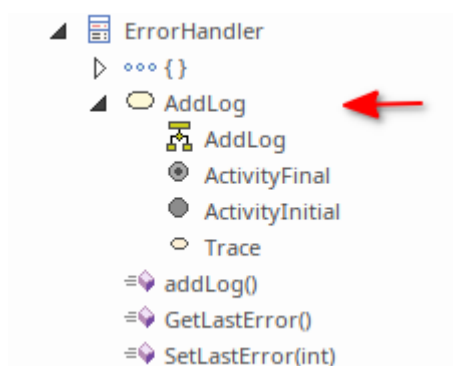 ErrorHandler
{ }
AddLog
AddLog
ActivityFinal
ActivityInitial
Trace
addLog()
GetLastError()
SetLastError(int)